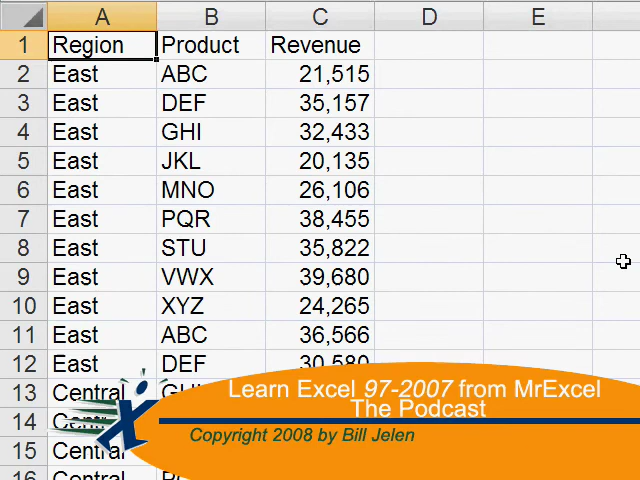 A B C D E
1 Region Product Revenue
2 East ABC 21,515
3 East DEF 35,157
4 East GHI 32,433
5 East JKL 20,135
6 East MNO 26,106
7 East PQR 38,455
8 East STU 35,822
9 East VWX 39,680
10 East XYZ 24,265
11 East ABC 36,566
12 East DEF 30,580
13 Central
14 Central
15 Central
16 Central
Learn Excel 97-2007 from MrExcel
The Podcast
Copyright 2008 by Bill Jelen